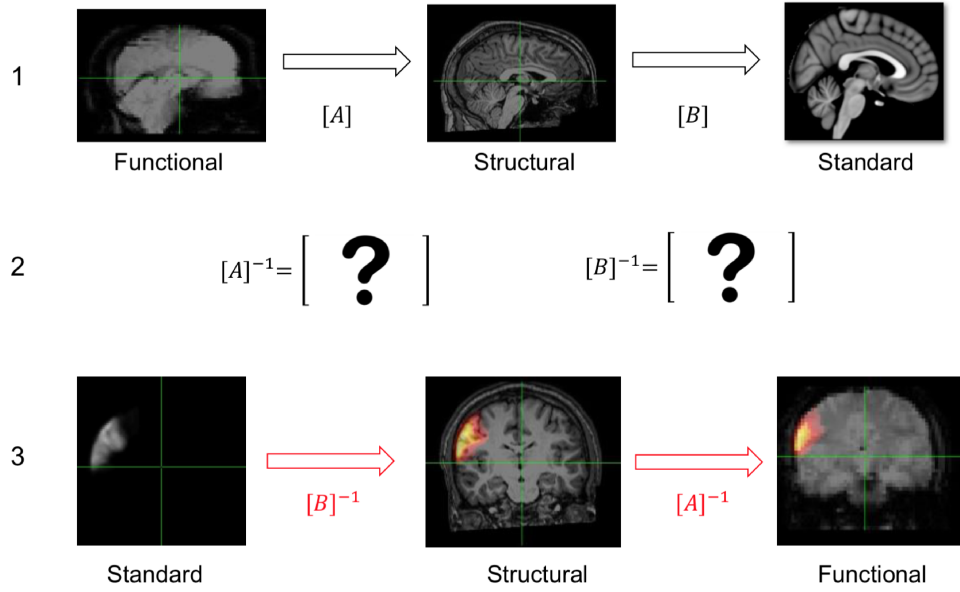 1
[A]
[B]
Functional
Structural
Standard
2
[A]⁻¹= [ ? ]
[B]⁻¹= [ ? ]
3
[B]⁻¹
[A]⁻¹
Standard
Structural
Functional